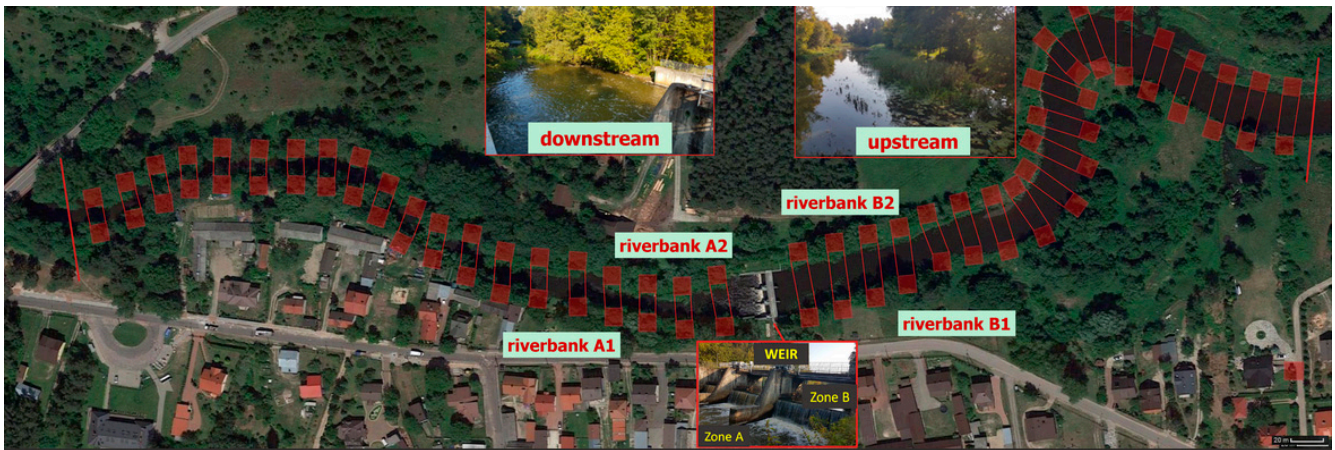 downstream
upstream
riverbank B2
riverbank A2
riverbank B1
riverbank A1
WEIR
Zone B
Zone A
20 m